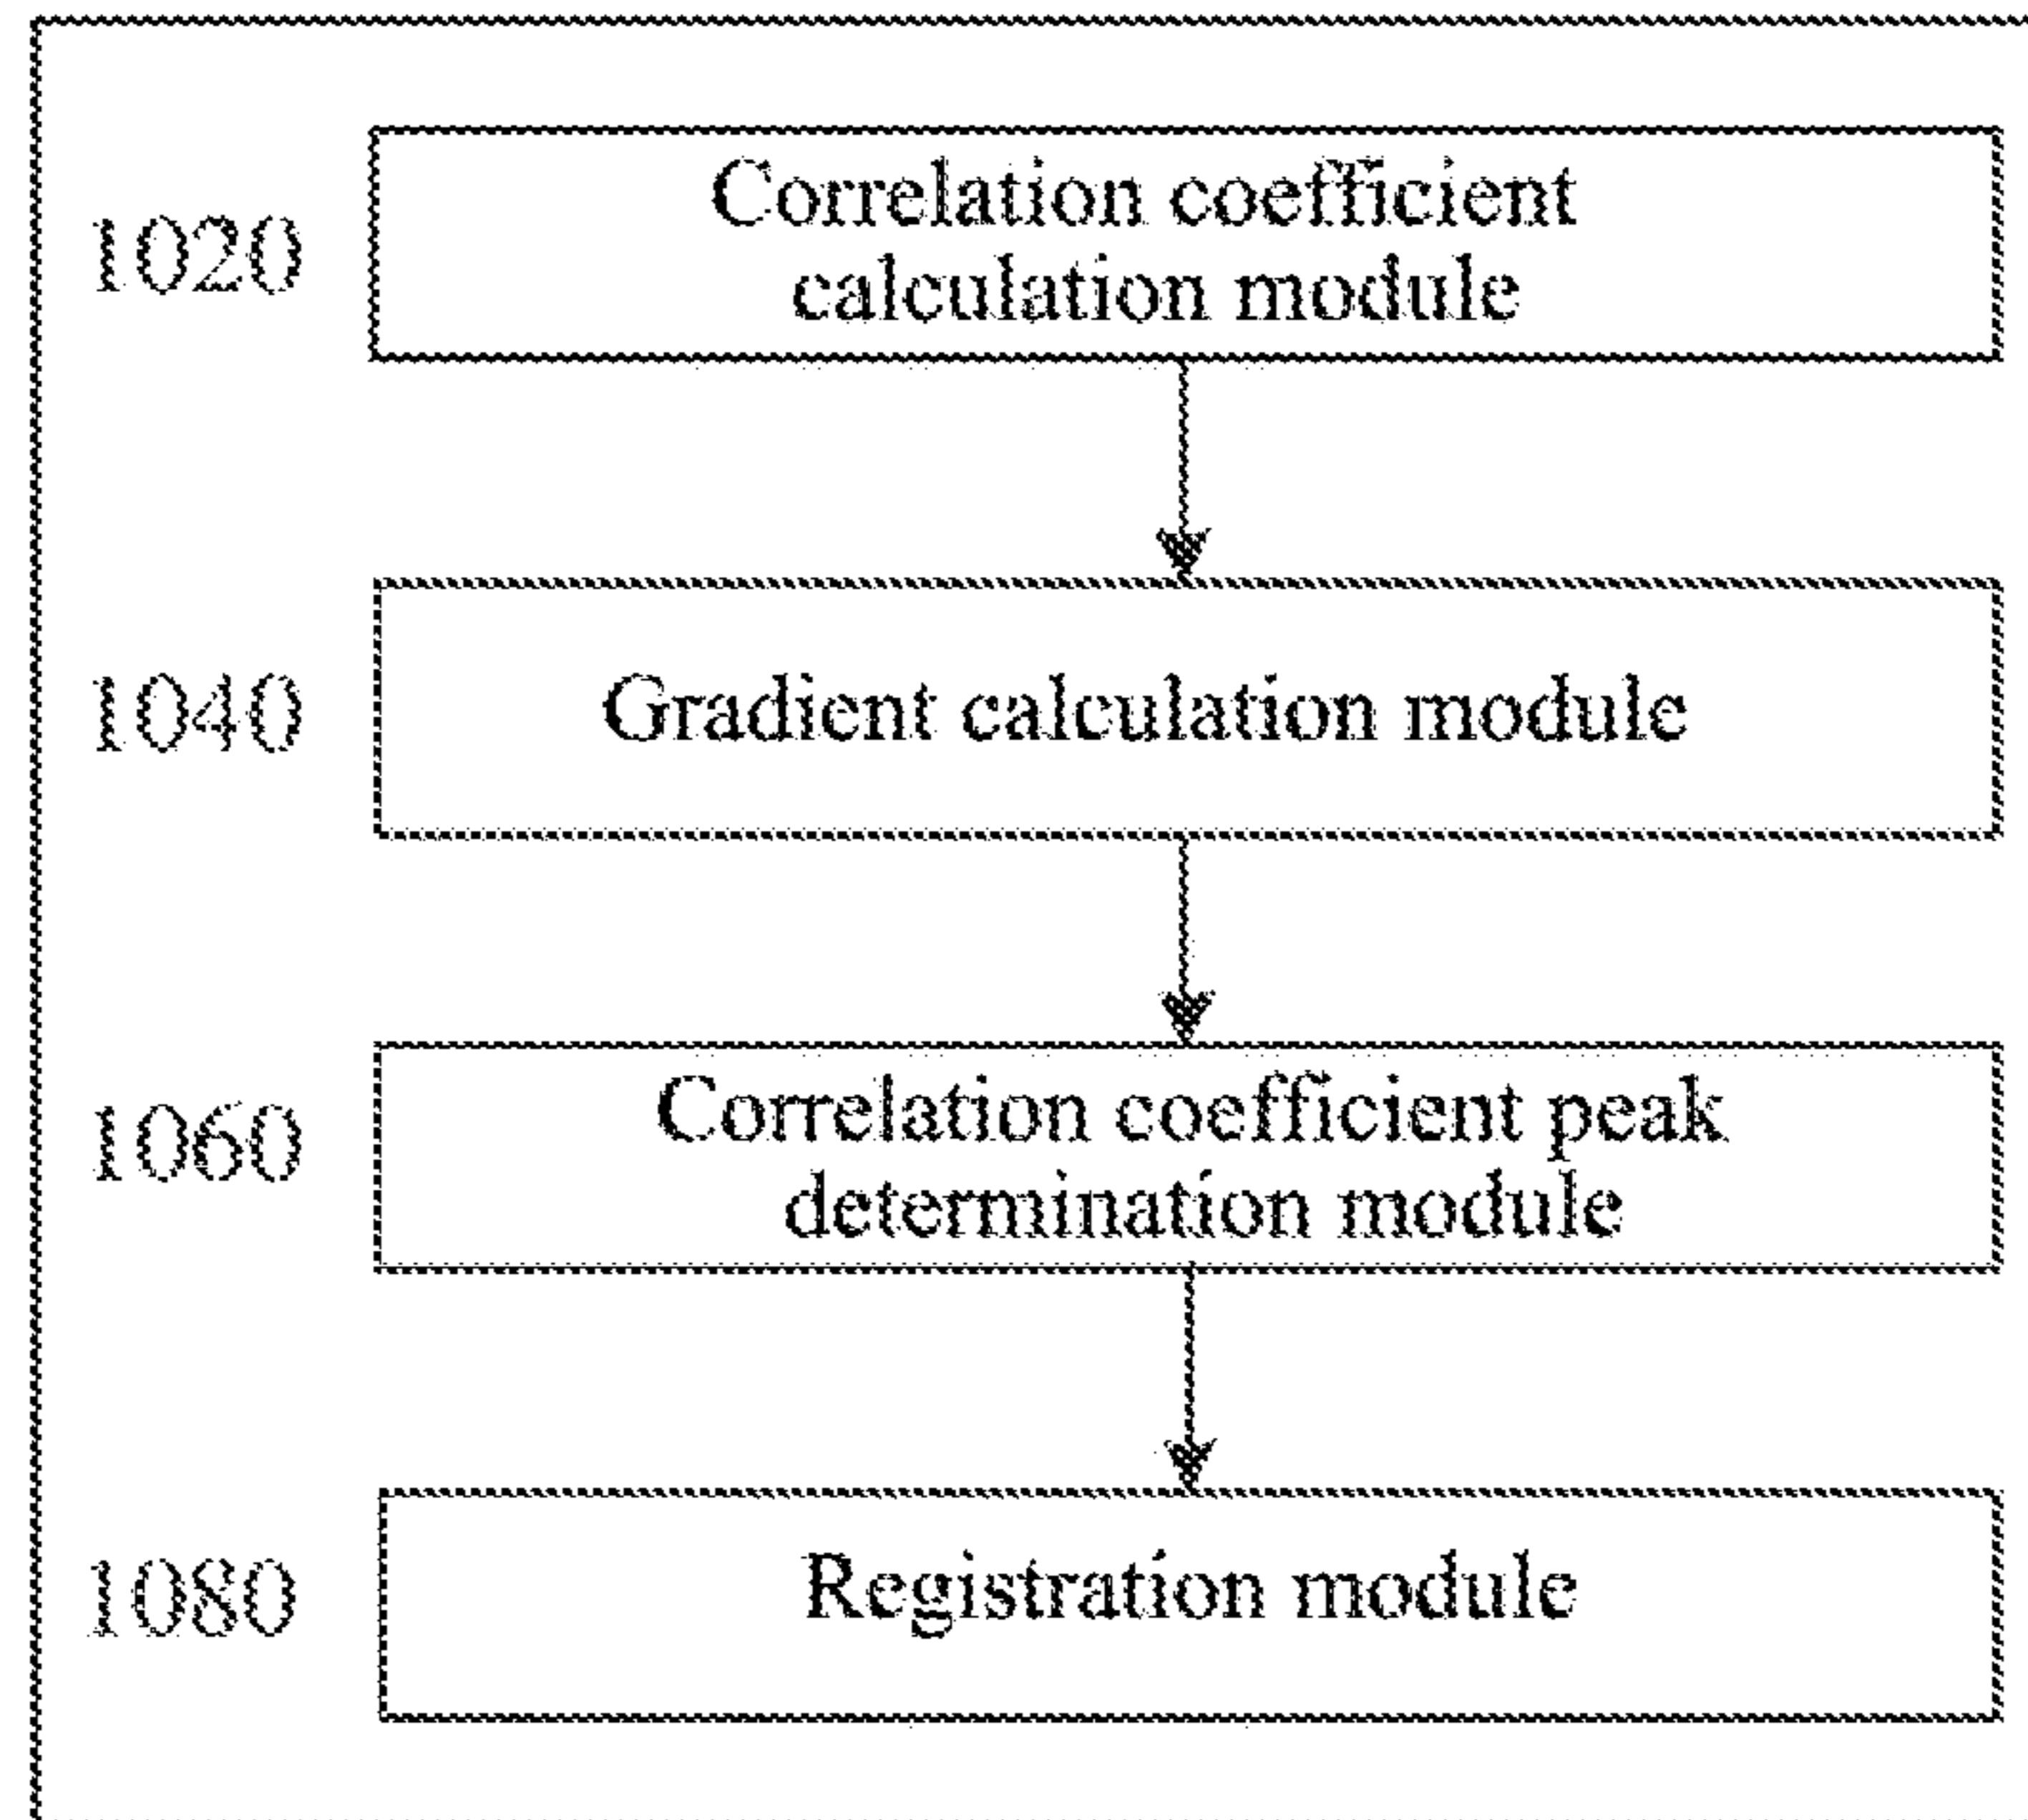 Correlation coefficient
1020
calculation module
1040
Gradient calculation module
Correlation coefficient peak
1060
determination module
1080
Registration module